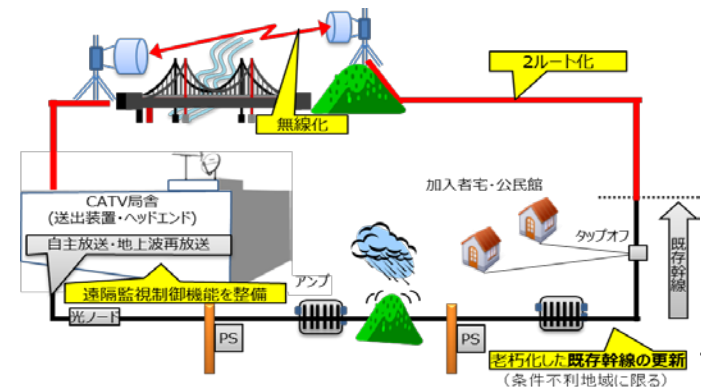 2ルート化
無線化
CATV局舎
(送出装置・ヘッドエンド)
自主放送・地上波再放送
遠隔監視制御機能を整備
光ノード
PS
アンプ
加入者宅・公民館
タップオフ
既存幹線
PS
老朽化した既存幹線の更新
(条件不利地域に限る)